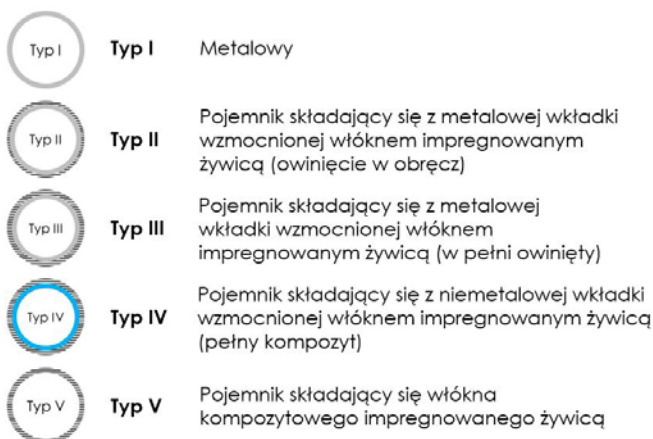 Typ I Typ I Metalowy
Pojemnik składający się z metalowej wkładki
Typ II Typ II wzmocnionej włóknem impregnowanym
żywicą (owinięcie w obręcz)
Pojemnik składający się z metalowej
Typ III Typ III wkładki wzmocnionej włóknem
impregnowanym żywicą (w pełni owinięty)
Pojemnik składający się z niemetalowej wkładki
Typ IV Typ IV wzmocnionej włóknem impregnowanym żywicą
(pełny kompozyt)
Pojemnik składający się włókna
Typ V Typ V kompozytowego impregnowanego żywicą